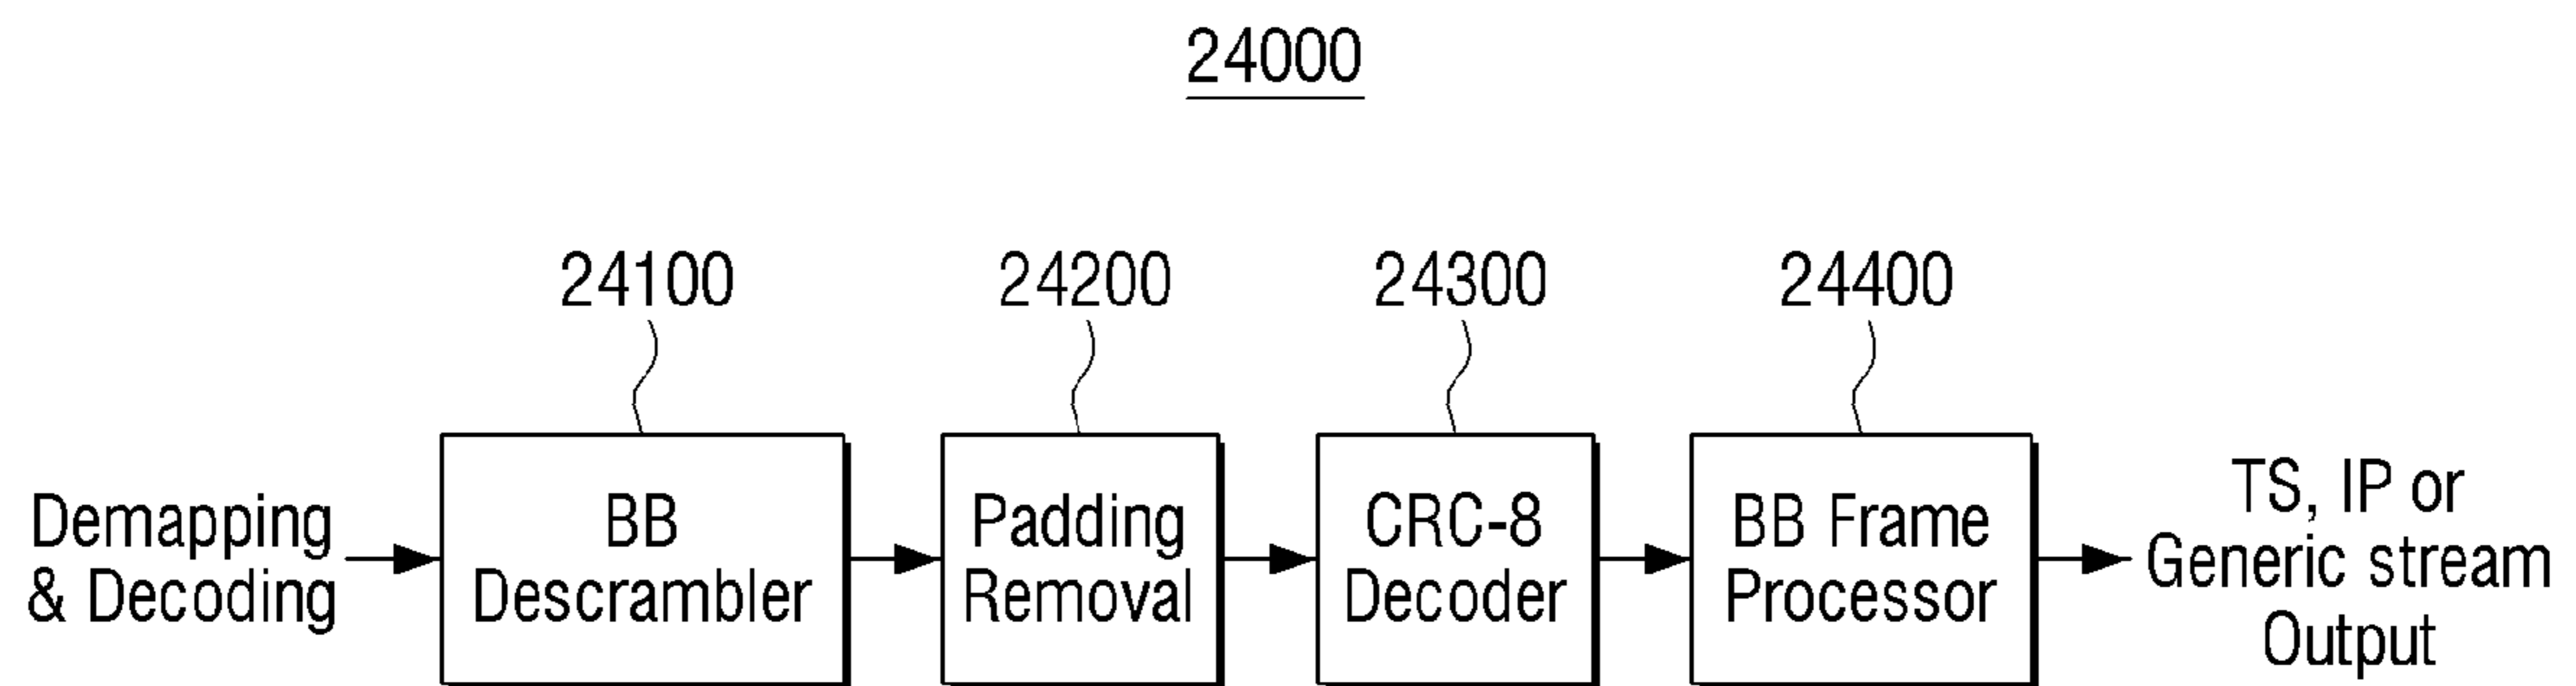 24000
24100
24200
24300
24400
Demapping
& Decoding
BB
Descrambler
Padding
Removal
CRC-8
Decoder
BB Frame
Processor
TS, IP or
Generic stream
Output